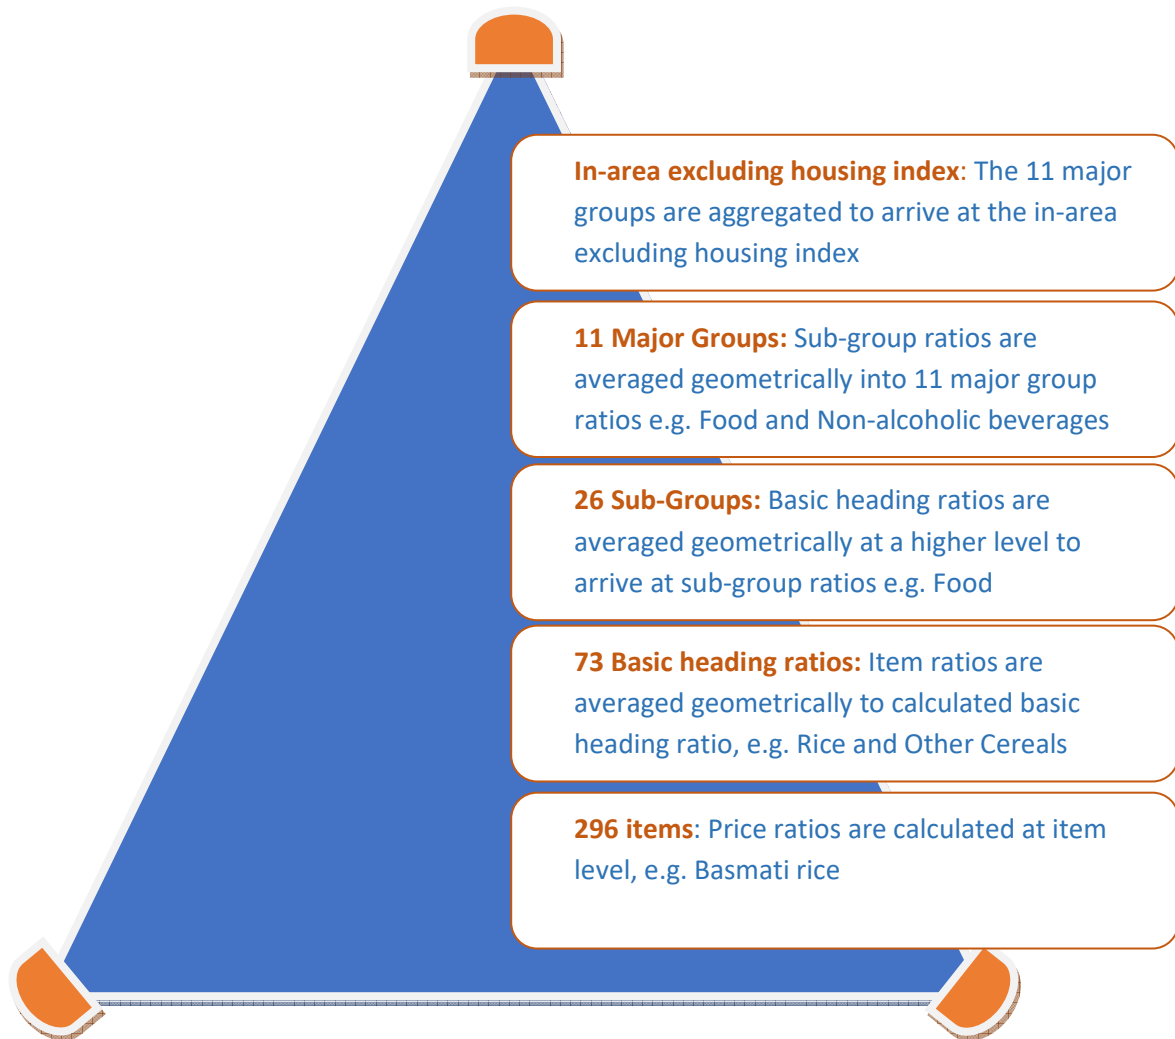 In-area excluding housing index: The 11 major
groups are aggregated to arrive at the in-area
excluding housing index
11 Major Groups: Sub-group ratios are
averaged geometrically into 11 major group
ratios e.g. Food and Non-alcoholic beverages
26 Sub-Groups: Basic heading ratios are
averaged geometrically at a higher level to
arrive at sub-group ratios e.g. Food
73 Basic heading ratios: Item ratios are
averaged geometrically to calculated basic
heading ratio, e.g. Rice and Other Cereals
296 items: Price ratios are calculated at item
level, e.g. Basmati rice